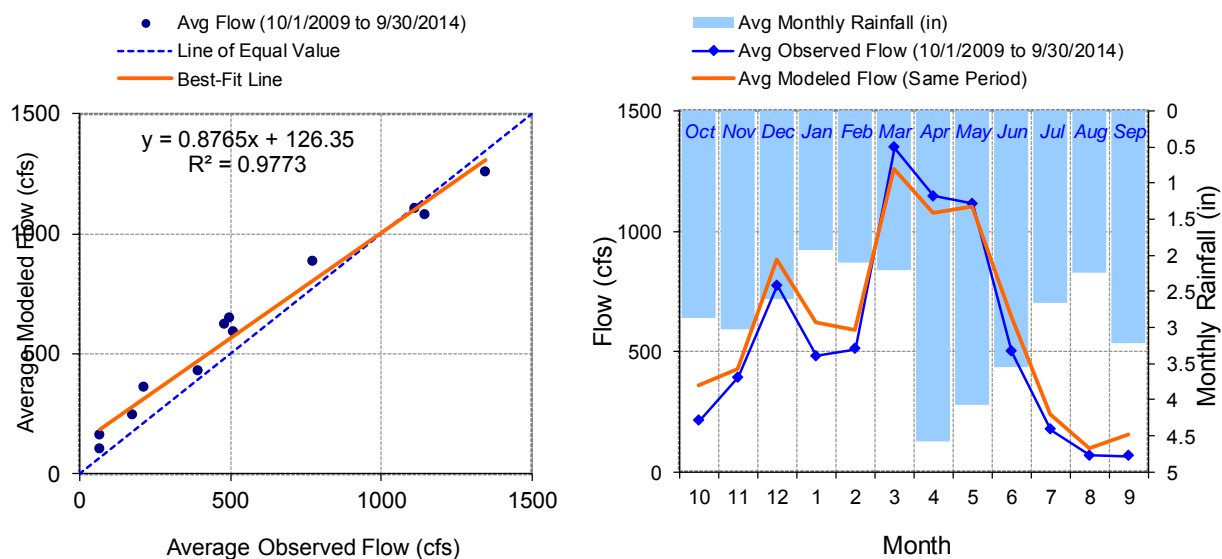 Avg Flow (10/1/2009 to 9/30/2014)
Line of Equal Value
Best-Fit Line
y = 0.8765x + 126.35
R² = 0.9773
1500
1000
500
0
Average Modeled Flow (cfs)
0 500 1000 1500
Average Observed Flow (cfs)
Avg Monthly Rainfall (in)
Avg Observed Flow (10/1/2009 to 9/30/2014)
Avg Modeled Flow (Same Period)
1500
1000
500
0
Flow (cfs)
Oct Nov Dec Jan Feb Mar Apr May Jun Jul Aug Sep
0
0.5
1
1.5
2
2.5
3
3.5
4
4.5
5
Monthly Rainfall (in)
10 11 12 1 2 3 4 5 6 7 8 9
Month